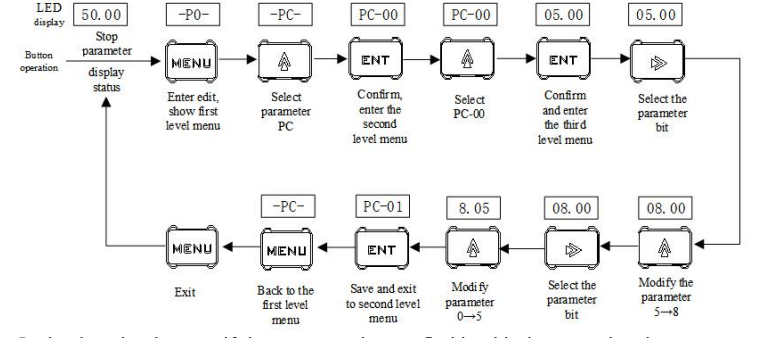 LED
display
50.00
-P0-
-PC-
PC-00
PC-00
05.00
05.00
Button
operation
Stop
parameter
display
status
MENU
ENT
ENT
Enter edit,
show first
level menu
Select
parameter
PC
Confirm,
enter the
second
level menu
Select
PC-00
Confirm
and enter
the third
level menu
Select the
parameter
bit
-PC-
PC-01
8.05
08.00
08.00
MENU
MENU
ENT
Exit
Back to the
first level
menu
Save and exit
to second level
menu
Modify
parameter
0→5
Select the
parameter
bit
Modify the
parameter
5→8